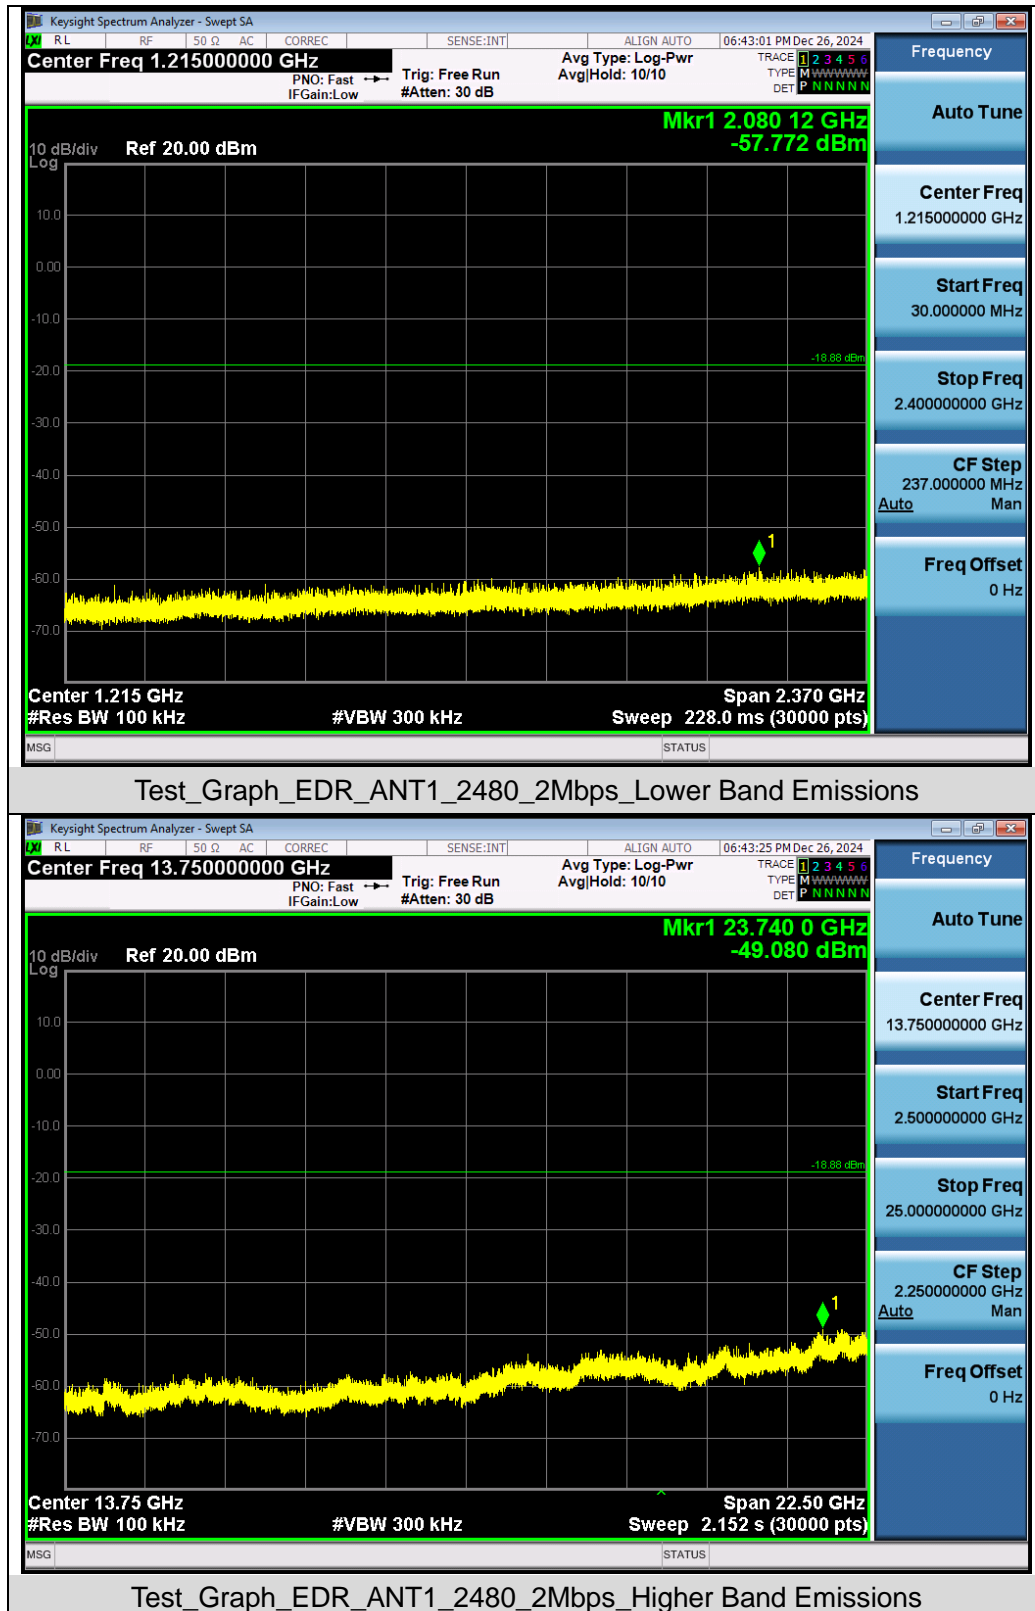 Keysight Spectrum Analyzer - Swept SA
LXI RL RF 50 Ω AC CORREC SENSE:INT ALIGN AUTO 06:43:01 PM Dec 26, 2024
Center Freq 1.215000000 GHz
PNO: Fast
IFGain:Low
Trig: Free Run
#Atten: 30 dB
Avg Type: Log-Pwr
Avg|Hold: 10/10
TRACE 1 2 3 4 5 6
TYPE M WWWWW
DET P N N N N N
Mkr1 2.080 12 GHz
-57.772 dBm
10 dB/div Ref 20.00 dBm
Log
10.0
0.00
-10.0
-18.88 dBm
-20.0
-30.0
-40.0
-50.0
1
-60.0
-70.0
Center 1.215 GHz Span 2.370 GHz
#Res BW 100 kHz #VBW 300 kHz Sweep 228.0 ms (30000 pts)
MSG STATUS
Frequency
Auto Tune
Center Freq
1.215000000 GHz
Start Freq
30.000000 MHz
Stop Freq
2.400000000 GHz
CF Step
237.000000 MHz
Auto Man
Freq Offset
0 Hz
Test_Graph_EDR_ANT1_2480_2Mbps_Lower Band Emissions
Keysight Spectrum Analyzer - Swept SA
LXI RL RF 50 Ω AC CORREC SENSE:INT ALIGN AUTO 06:43:25 PM Dec 26, 2024
Center Freq 13.750000000 GHz
PNO: Fast
IFGain:Low
Trig: Free Run
#Atten: 30 dB
Avg Type: Log-Pwr
Avg|Hold: 10/10
TRACE 1 2 3 4 5 6
TYPE M WWWWW
DET P N N N N N
Mkr1 23.740 0 GHz
-49.080 dBm
10 dB/div Ref 20.00 dBm
Log
10.0
0.00
-10.0
-18.88 dBm
-20.0
-30.0
-40.0
1
-50.0
-60.0
-70.0
Center 13.75 GHz Span 22.50 GHz
#Res BW 100 kHz #VBW 300 kHz Sweep 2.152 s (30000 pts)
MSG STATUS
Frequency
Auto Tune
Center Freq
13.750000000 GHz
Start Freq
2.500000000 GHz
Stop Freq
25.000000000 GHz
CF Step
2.250000000 GHz
Auto Man
Freq Offset
0 Hz
Test_Graph_EDR_ANT1_2480_2Mbps_Higher Band Emissions